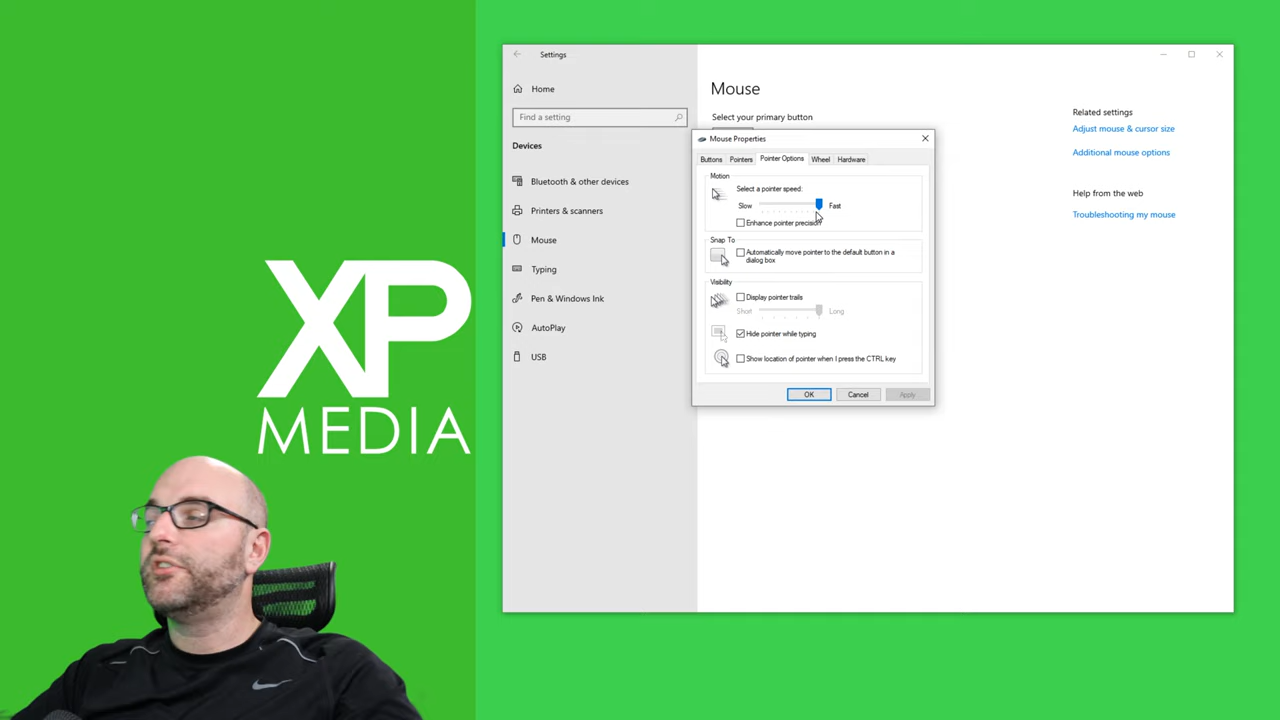 XP
MEDIA
Settings
Home
Find a setting
Devices
Bluetooth & other devices
Printers & scanners
Mouse
Typing
Pen & Windows Ink
AutoPlay
USB
Mouse
Select your primary button
Related settings
Adjust mouse & cursor size
Additional mouse options
Help from the web
Troubleshooting my mouse
Mouse Properties
Buttons Pointers Pointer Options Wheel Hardware
Motion
Select a pointer speed:
Slow Fast
Enhance pointer precision
Snap To
Automatically move pointer to the default button in a
dialog box
Visibility
Display pointer trails
Short Long
Hide pointer while typing
Show location of pointer when I press the CTRL key
OK Cancel Apply